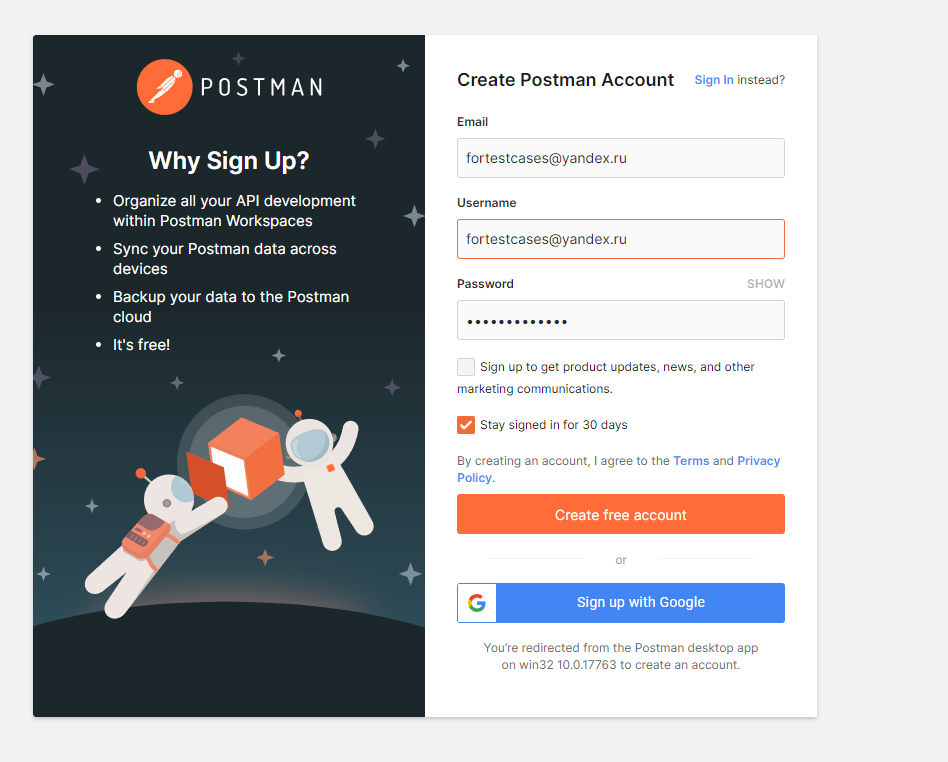 POSTMAN
Why Sign Up?
• Organize all your API development
within Postman Workspaces
• Sync your Postman data across
devices
• Backup your data to the Postman
cloud
• It's free!
Create Postman Account
Sign In instead?
Email
fortestcases@yandex.ru
Username
fortestcases@yandex.ru
Password
SHOW
•••••••••••••
Sign up to get product updates, news, and other
marketing communications.
Stay signed in for 30 days
By creating an account, I agree to the Terms and Privacy
Policy.
Create free account
or
G
Sign up with Google
You’re redirected from the Postman desktop app
on win32 10.0.17763 to create an account.